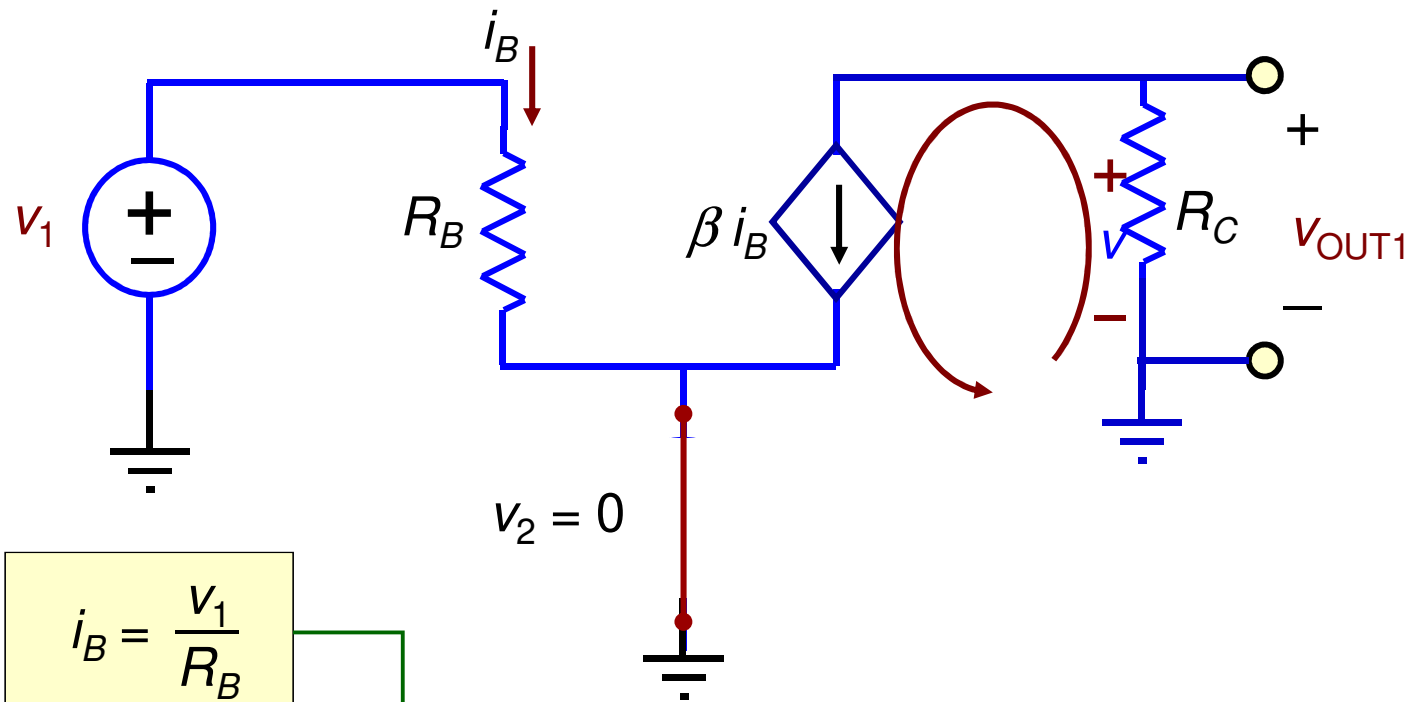 i_B
+
v_1
+
−
R_B
β i_B
+
v
−
R_C
+
v_OUT1
−
v_2 = 0
i_B = v_1 / R_B